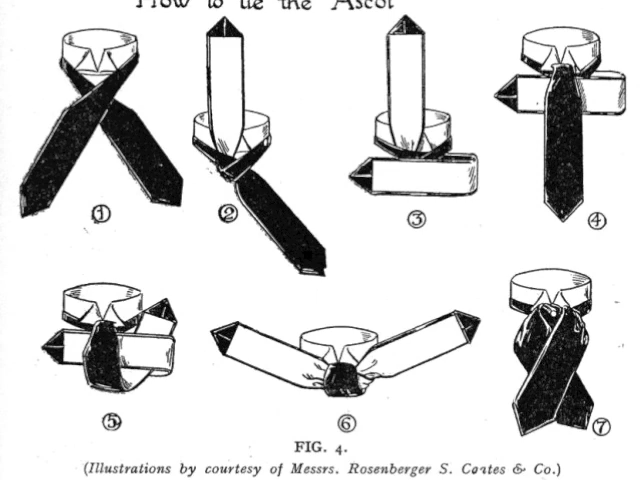 How to tie the Ascot
① ② ③ ④
⑤ ⑥ ⑦
FIG. 4.
(Illustrations by courtesy of Messrs. Rosenberger S. Coates & Co.)